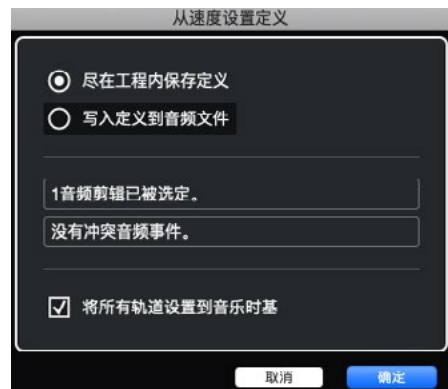 从速度设置定义
尽在工程内保存定义
写入定义到音频文件
1音频剪辑已被选定。
没有冲突音频事件。
将所有轨道设置到音乐时基
取消
确定